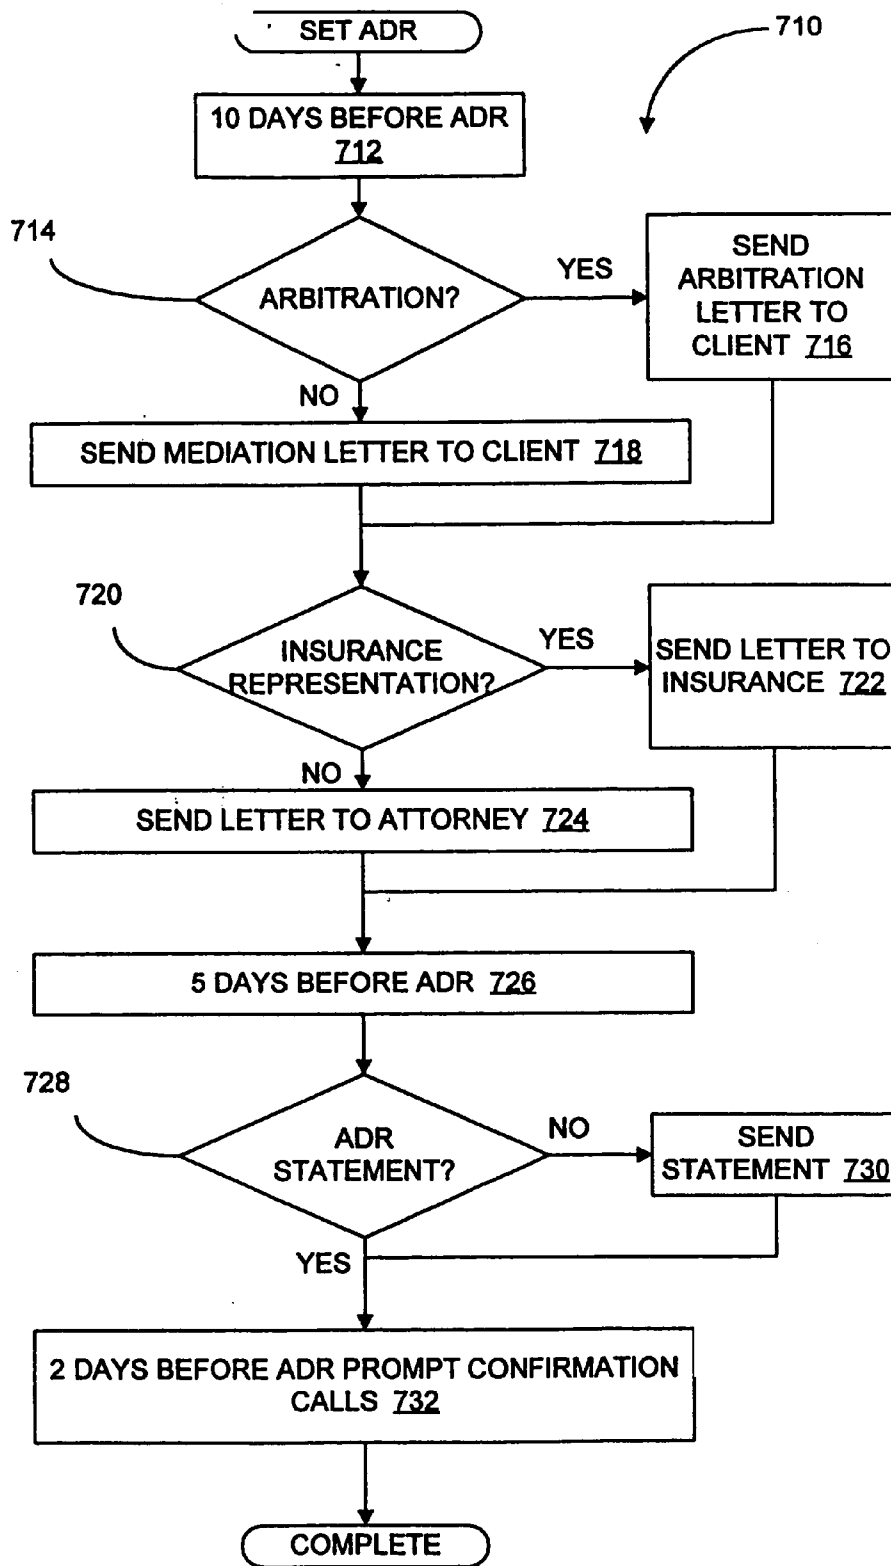 SET ADR
710
10 DAYS BEFORE ADR
712
714
ARBITRATION?
YES
SEND
ARBITRATION
LETTER TO
CLIENT 716
NO
SEND MEDIATION LETTER TO CLIENT 718
720
INSURANCE
REPRESENTATION?
YES
SEND LETTER TO
INSURANCE 722
NO
SEND LETTER TO ATTORNEY 724
5 DAYS BEFORE ADR 726
728
ADR
STATEMENT?
NO
SEND
STATEMENT 730
YES
2 DAYS BEFORE ADR PROMPT CONFIRMATION
CALLS 732
COMPLETE